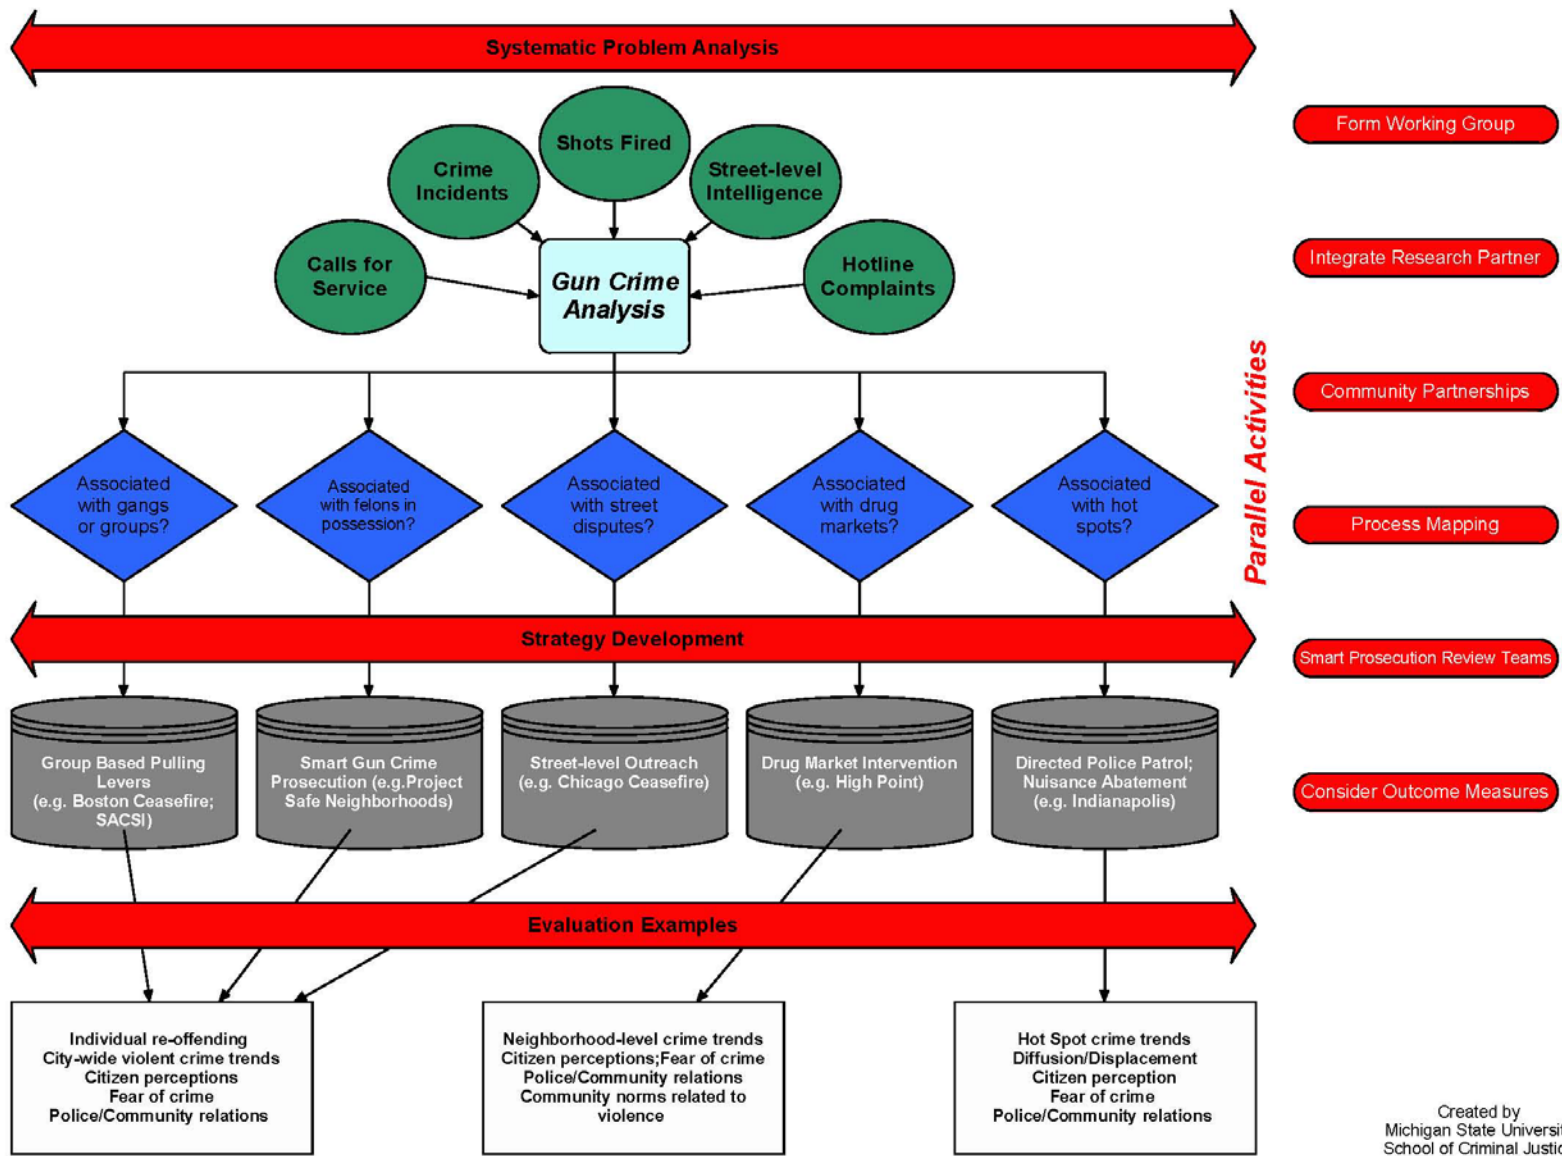 Systematic Problem Analysis
Shots Fired
Crime
Incidents
Street-level
Intelligence
Calls for
Service
Hotline
Complaints
Gun Crime
Analysis
Associated
with gangs
or groups?
Associated
with felons in
possession?
Associated
with street
disputes?
Associated
with drug
markets?
Associated
with hot
spots?
Strategy Development
Group Based Pulling
Levers
(e.g. Boston Ceasefire;
SACSI)
Smart Gun Crime
Prosecution (e.g.Project
Safe Neighborhoods)
Street-level Outreach
(e.g. Chicago Ceasefire)
Drug Market Intervention
(e.g. High Point)
Directed Police Patrol;
Nuisance Abatement
(e.g. Indianapolis)
Evaluation Examples
Individual re-offending
City-wide violent crime trends
Citizen perceptions
Fear of crime
Police/Community relations
Neighborhood-level crime trends
Citizen perceptions;Fear of crime
Police/Community relations
Community norms related to
violence
Hot Spot crime trends
Diffusion/Displacement
Citizen perception
Fear of crime
Police/Community relations
Parallel Activities
Form Working Group
Integrate Research Partner
Community Partnerships
Process Mapping
Smart Prosecution Review Teams
Consider Outcome Measures
Created by
Michigan State Universit
School of Criminal Justic